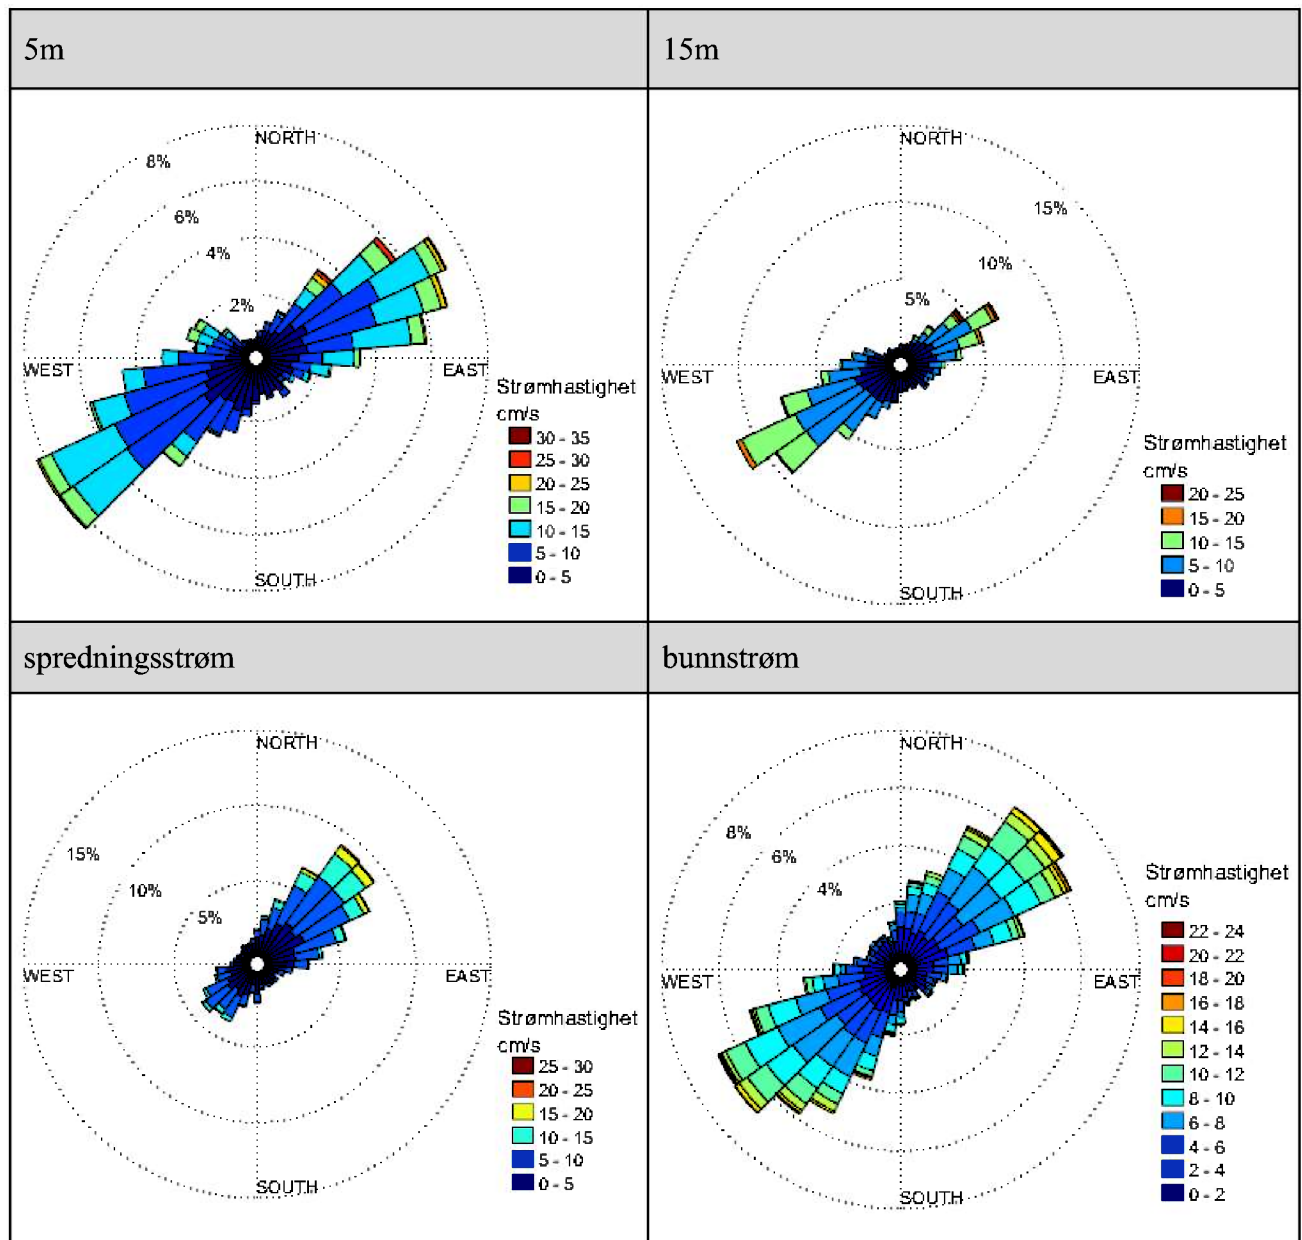 5m
15m
NORTH
8%
6%
4%
2%
WEST
EAST
SOUTH
Strømhastighet
cm/s
30 - 35
25 - 30
20 - 25
15 - 20
10 - 15
5 - 10
0 - 5
NORTH
15%
10%
5%
WEST
EAST
SOUTH
Strømhastighet
cm/s
20 - 25
15 - 20
10 - 15
5 - 10
0 - 5
spredningsstrøm
bunnstrøm
NORTH
15%
10%
5%
WEST
EAST
SOUTH
Strømhastighet
cm/s
25 - 30
20 - 25
15 - 20
10 - 15
5 - 10
0 - 5
NORTH
8%
6%
4%
WEST
EAST
SOUTH
Strømhastighet
cm/s
22 - 24
20 - 22
18 - 20
16 - 18
14 - 16
12 - 14
10 - 12
8 - 10
6 - 8
4 - 6
2 - 4
0 - 2